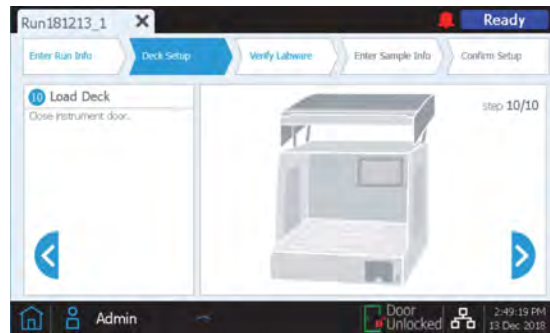 Run181213_1
Ready
Enter Run Info
Deck Setup
Verify Labware
Enter Sample Info
Confirm Setup
10 Load Deck
Close instrument door.
step 10/10
Admin
Door
Unlocked
2:49:19 PM
13 Dec 2018